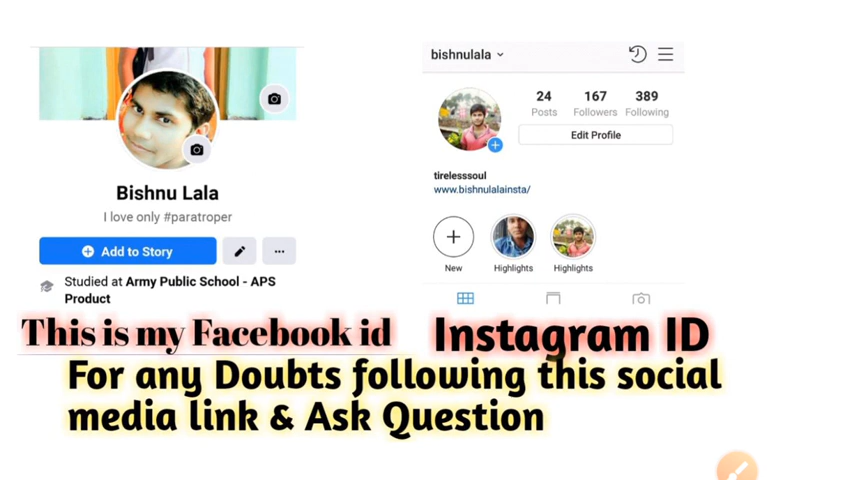 Bishnu Lala
I love only #paratroper
Add to Story
Studied at Army Public School - APS
Product
This is my Facebook id
bishnulala
24 167 389
Posts Followers Following
Edit Profile
tirelesssoul
www.bishnulalainsta/
New Highlights Highlights
Instagram ID
For any Doubts following this social
media link & Ask Question